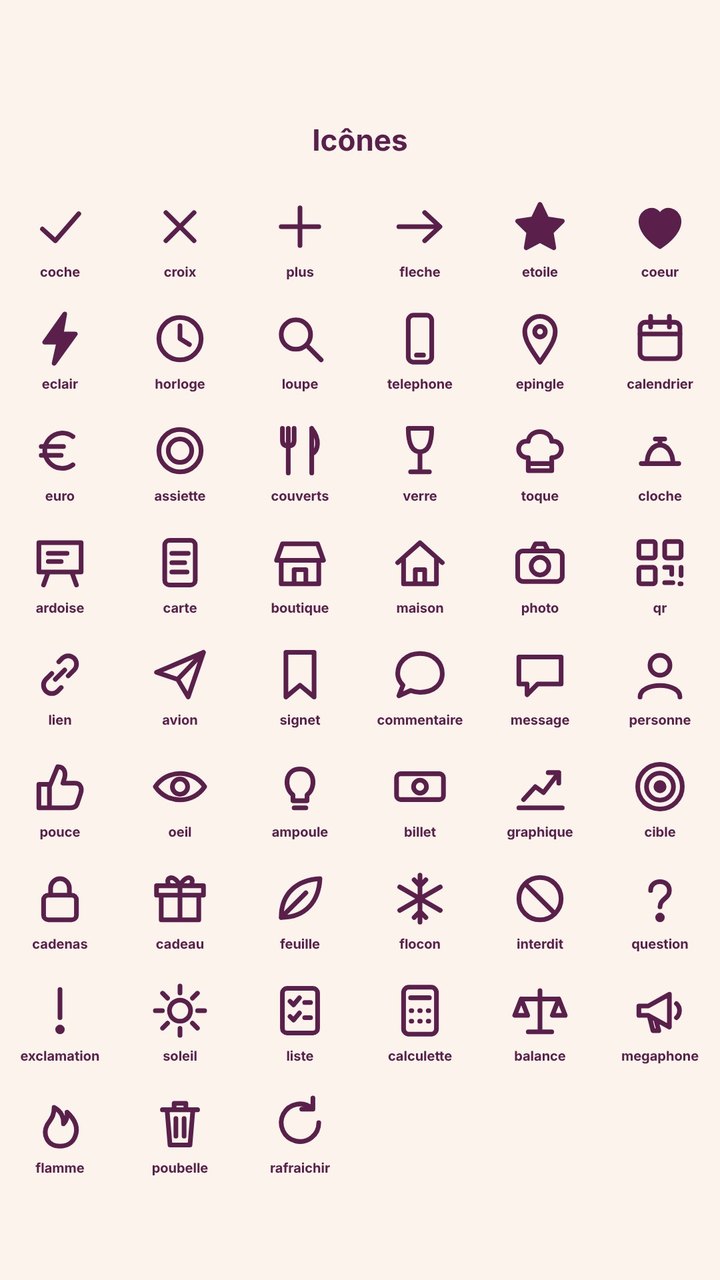 Icônes
coche croix plus fleche etoile coeur
eclair horloge loupe telephone epingle calendrier
euro assiette couverts verre toque cloche
ardoise carte boutique maison photo qr
lien avion signet commentaire message personne
pouce oeil ampoule billet graphique cible
cadenas cadeau feuille flocon interdit question
exclamation soleil liste calculette balance megaphone
flamme poubelle rafraichir